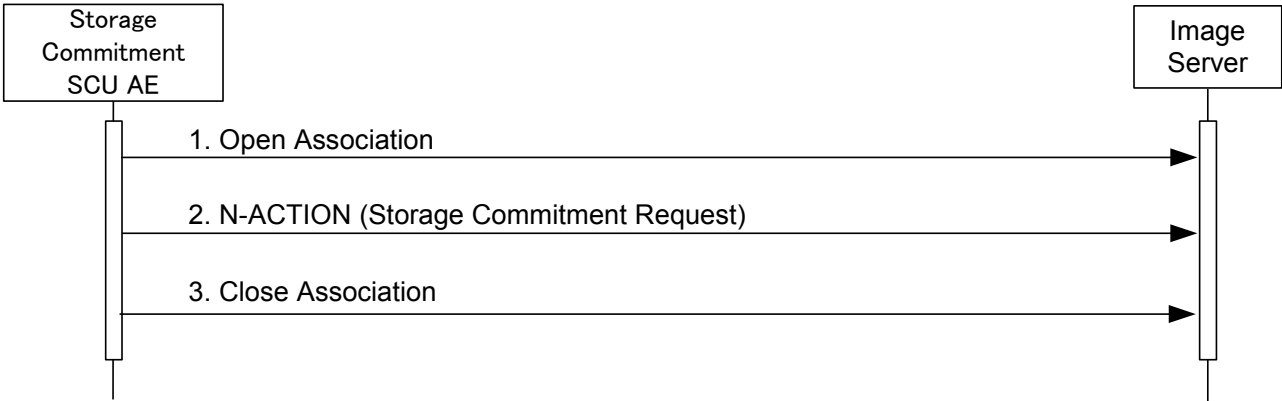 Storage
Commitment
SCU AE
Image
Server
1. Open Association
2. N-ACTION (Storage Commitment Request)
3. Close Association